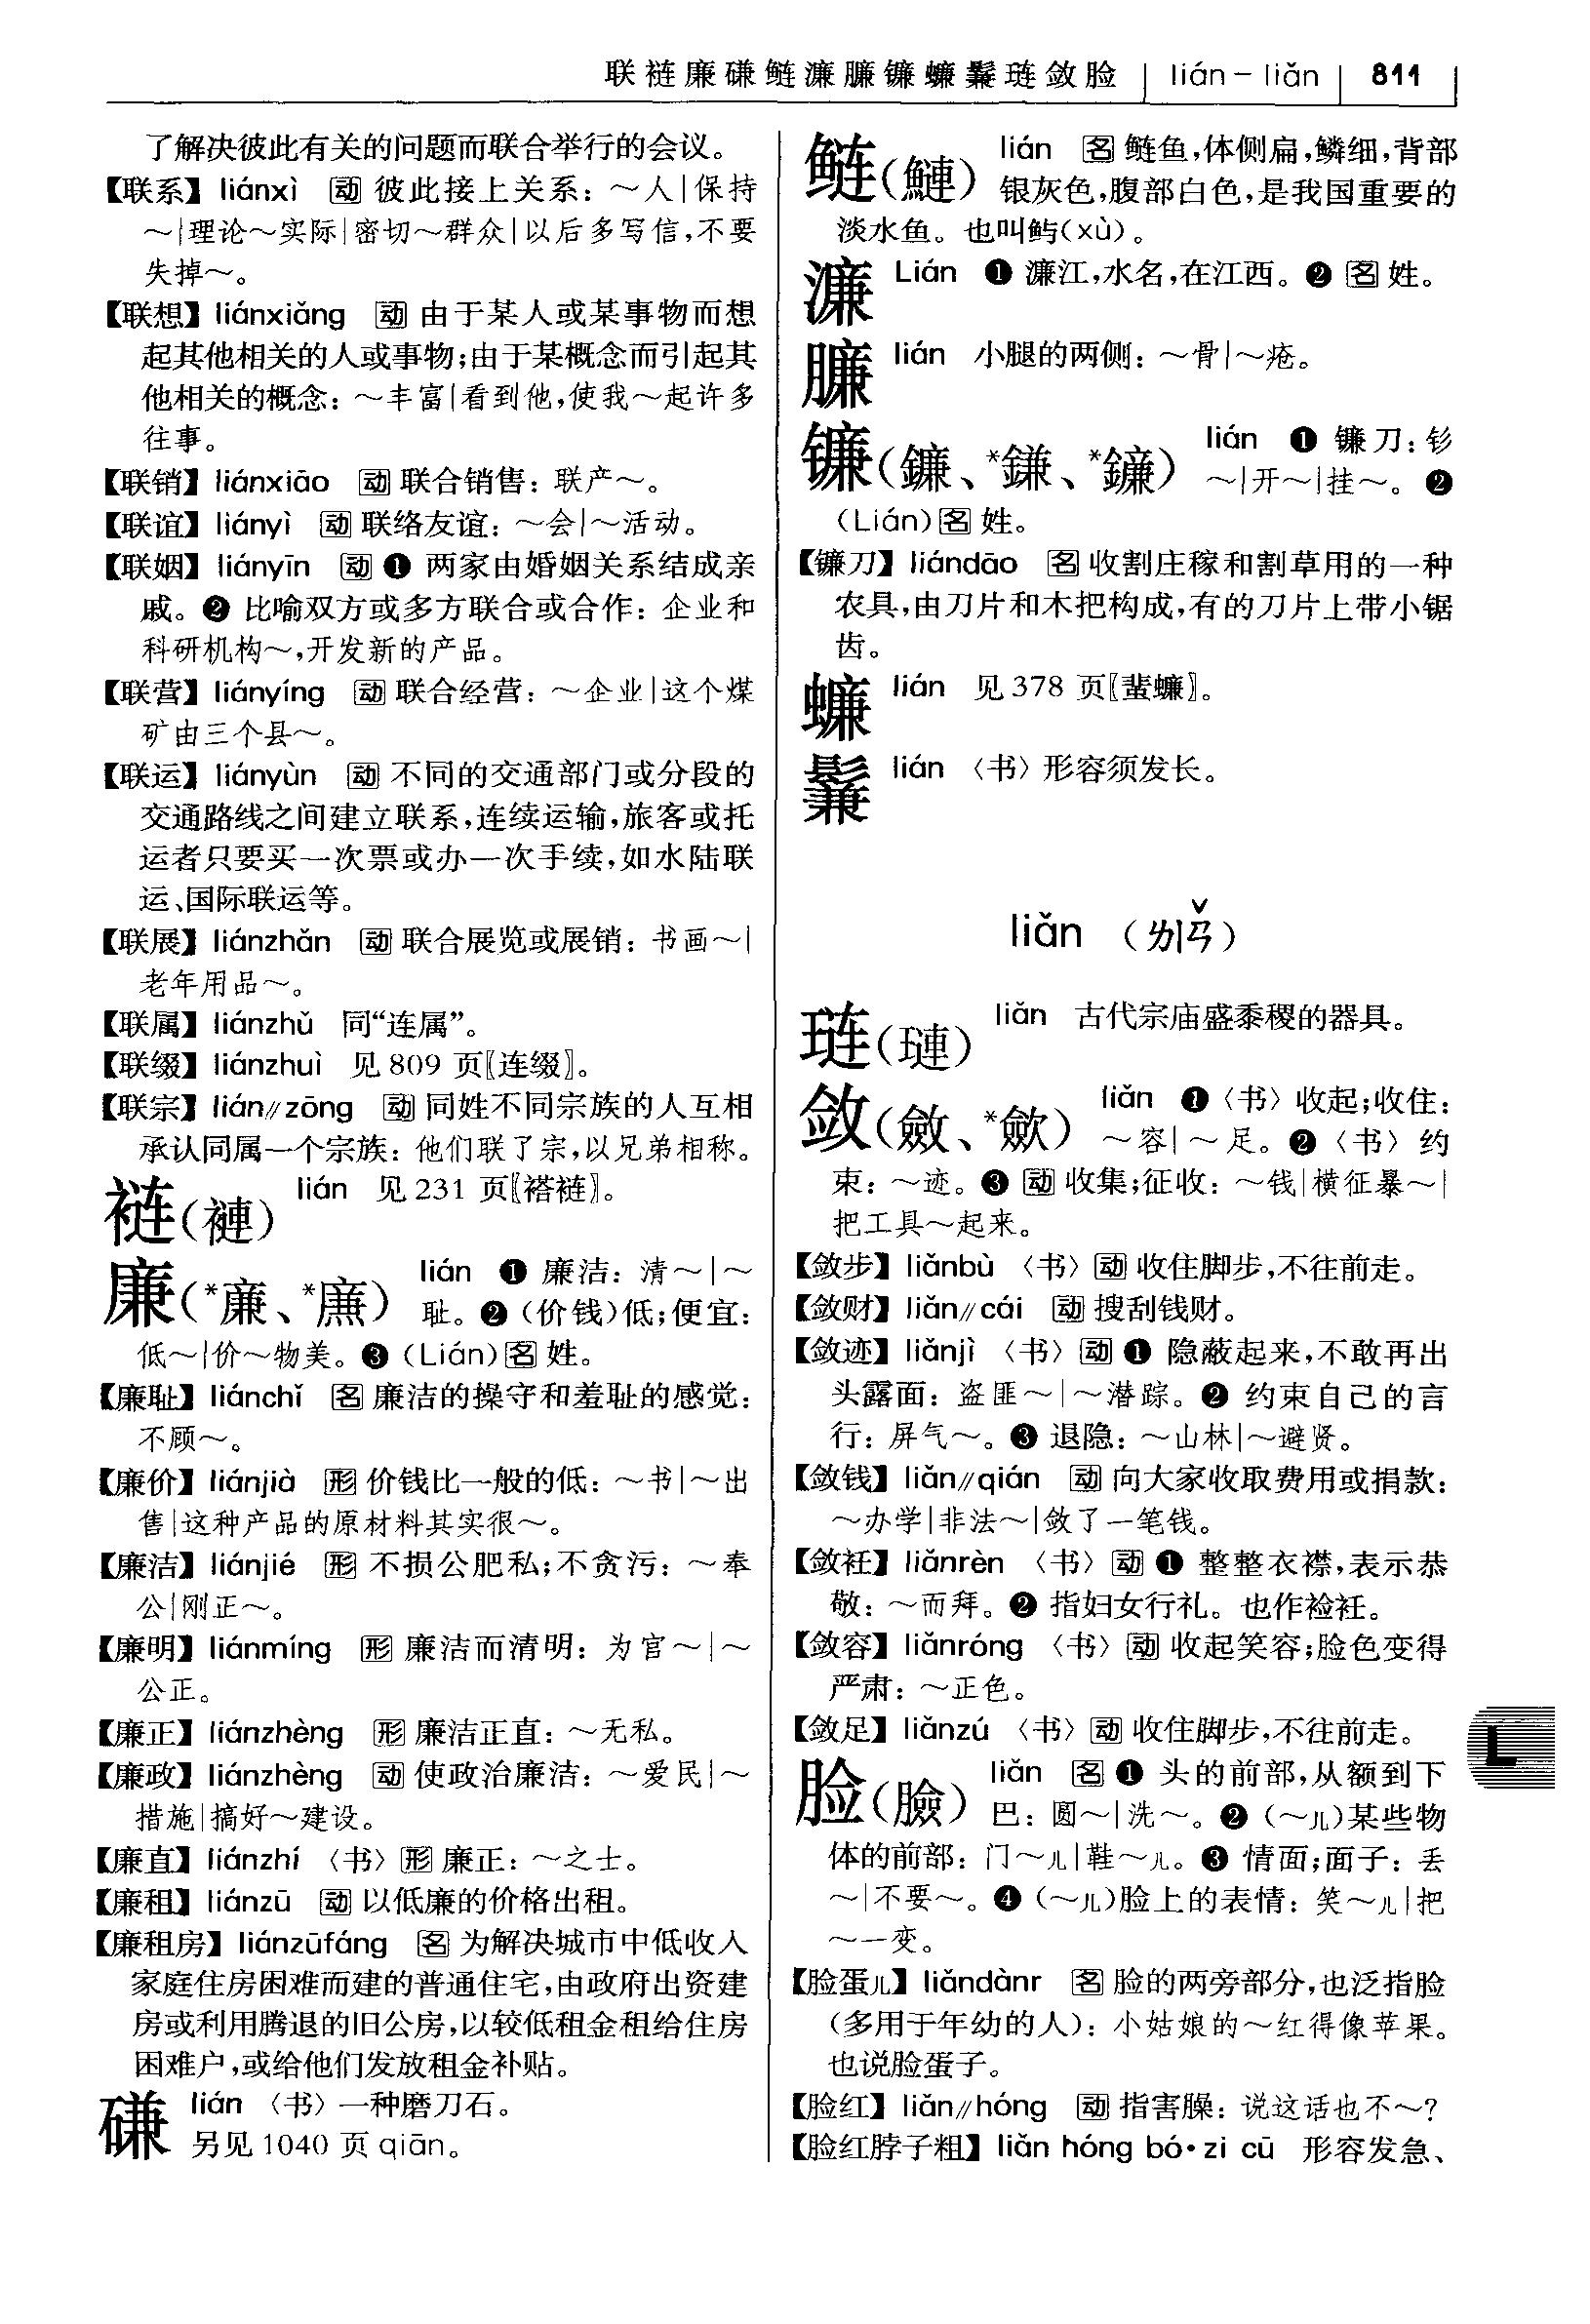 联裢廉磏鲢濂臁镰蠊鬑琏敛脸 | lián – liǎn | 811
了解决彼此有关的问题而联合举行的会议。
【联系】liánxì 动 彼此接上关系：～人|保持
～|理论～实际|密切～群众|以后多写信,不要
失掉～。
【联想】liánxiǎng 动 由于某人或某事物而想
起其他相关的人或事物;由于某概念而引起其
他相关的概念：～丰富|看到他,使我～起许多
往事。
【联销】liánxiāo 动 联合销售：联产～。
【联谊】liányì 动 联络友谊：～会|～活动。
【联姻】liányīn 动 ❶ 两家由婚姻关系结成亲
戚。❷ 比喻双方或多方联合或合作：企业和
科研机构～,开发新的产品。
【联营】liányíng 动 联合经营：～企业|这个煤
矿由三个县～。
【联运】liányùn 动 不同的交通部门或分段的
交通路线之间建立联系,连续运输,旅客或托
运者只要买一次票或办一次手续,如水陆联
运、国际联运等。
【联展】liánzhǎn 动 联合展览或展销：书画～|
老年用品～。
【联属】liánzhǔ 同“连属”。
【联缀】liánzhuì 见 809 页〖连缀〗。
【联宗】lián∥zōng 动 同姓不同宗族的人互相
承认同属一个宗族：他们联了宗,以兄弟相称。
裢(褳) lián 见 231 页〖褡裢〗。
廉(*亷、*㢘) lián ❶ 廉洁：清～|～
耻。❷ (价钱)低;便宜：
低～|价～物美。❸ (Lián)名 姓。
【廉耻】liánchǐ 名 廉洁的操守和羞耻的感觉：
不顾～。
【廉价】liánjià 形 价钱比一般的低：～书|～出
售|这种产品的原材料其实很～。
【廉洁】liánjié 形 不损公肥私;不贪污：～奉
公|刚正～。
【廉明】liánmíng 形 廉洁而清明：为官～|～
公正。
【廉正】liánzhèng 形 廉洁正直：～无私。
【廉政】liánzhèng 动 使政治廉洁：～爱民|～
措施|搞好～建设。
【廉直】liánzhí 〈书〉形 廉正：～之士。
【廉租】liánzū 动 以低廉的价格出租。
【廉租房】liánzūfáng 名 为解决城市中低收入
家庭住房困难而建的普通住宅,由政府出资建
房或利用腾退的旧公房,以较低租金租给住房
困难户,或给他们发放租金补贴。
磏 lián 〈书〉一种磨刀石。
另见 1040 页 qiān。
鲢(鰱) lián 名 鲢鱼,体侧扁,鳞细,背部
银灰色,腹部白色,是我国重要的
淡水鱼。也叫鲔(xù)。
濂 Lián ❶ 濂江,水名,在江西。❷ 名 姓。
臁 lián 小腿的两侧：～骨|～疮。
镰(鐮、*鎌、*鐮) lián ❶ 镰刀：钐
～|开～|挂～。❷
(Lián)名 姓。
【镰刀】liándāo 名 收割庄稼和割草用的一种
农具,由刀片和木把构成,有的刀片上带小锯
齿。
蠊 lián 见 378 页〖蜚蠊〗。
鬑 lián 〈书〉形容须发长。
liǎn (ㄌㄧㄢˇ)
琏(璉) liǎn 古代宗庙盛黍稷的器具。
敛(斂、*歛) liǎn ❶〈书〉收起;收住：
～容|～足。❷〈书〉约
束：～迹。❸ 动 收集;征收：～钱|横征暴～|
把工具～起来。
【敛步】liǎnbù 〈书〉动 收住脚步,不往前走。
【敛财】liǎn∥cái 动 搜刮钱财。
【敛迹】liǎnjì 〈书〉动 ❶ 隐蔽起来,不敢再出
头露面：盗匪～|～潜踪。❷ 约束自己的言
行：屏气～。❸ 退隐：～山林|～避贤。
【敛钱】liǎn∥qián 动 向大家收取费用或捐款：
～办学|非法～|敛了一笔钱。
【敛衽】liǎnrèn 〈书〉动 ❶ 整整衣襟,表示恭
敬：～而拜。❷ 指妇女行礼。也作裣衽。
【敛容】liǎnróng 〈书〉动 收起笑容;脸色变得
严肃：～正色。
【敛足】liǎnzú 〈书〉动 收住脚步,不往前走。
脸(臉) liǎn 名 ❶ 头的前部,从额到下
巴：圆～|洗～。❷ (～儿)某些物
体的前部：门～儿|鞋～儿。❸ 情面;面子：丢
～|不要～。❹ (～儿)脸上的表情：笑～儿|把
～一变。
【脸蛋儿】liǎndànr 名 脸的两旁部分,也泛指脸
(多用于年幼的人)：小姑娘的～红得像苹果。
也说脸蛋子。
【脸红】liǎn∥hóng 动 指害臊：说这话也不～?
【脸红脖子粗】liǎn hóng bó·zi cū 形容发急、
L